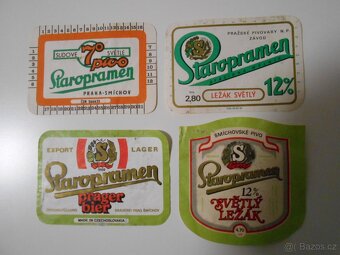 SUDOVÉ 7° SVĚTLÉ
pivo
Staropramen
PRAHA-SMÍCHOV
PRAŽSKÉ PIVOVARY N.P.
ZÁVOD
Staropramen
2,80
LEŽÁK SVĚTLÝ
12%
EXPORT LAGER
S
Staropramen
prager
bier
MADE IN CZECHOSLOVAKIA
SMÍCHOVSKÉ PIVO
S
Staropramen
12%
SVĚTLÝ
LEŽÁK